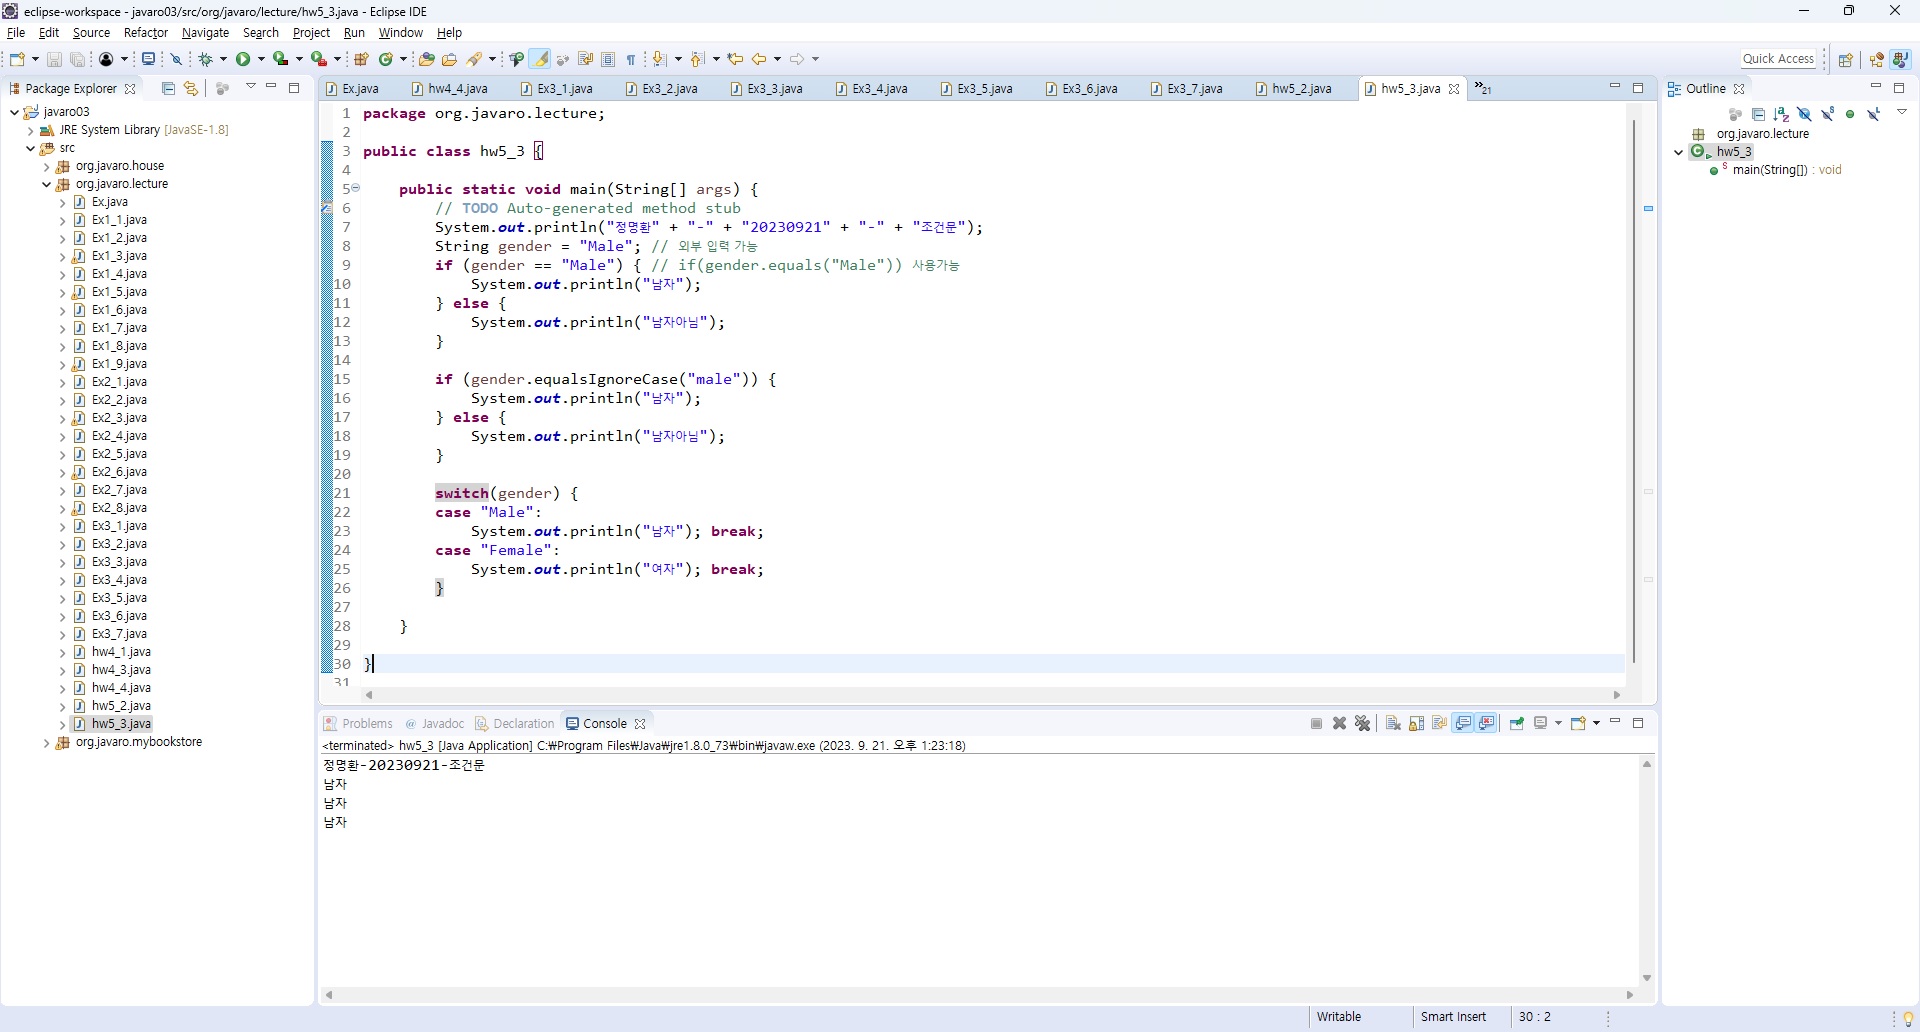 eclipse-workspace - javaro03/src/org/javaro/lecture/hw5_3.java - Eclipse IDE
File Edit Source Refactor Navigate Search Project Run Window Help
Quick Access
Package Explorer
javaro03
JRE System Library [JavaSE-1.8]
src
org.javaro.house
org.javaro.lecture
Ex.java
Ex1_1.java
Ex1_2.java
Ex1_3.java
Ex1_4.java
Ex1_5.java
Ex1_6.java
Ex1_7.java
Ex1_8.java
Ex1_9.java
Ex2_1.java
Ex2_2.java
Ex2_3.java
Ex2_4.java
Ex2_5.java
Ex2_6.java
Ex2_7.java
Ex2_8.java
Ex3_1.java
Ex3_2.java
Ex3_3.java
Ex3_4.java
Ex3_5.java
Ex3_6.java
Ex3_7.java
hw4_1.java
hw4_3.java
hw4_4.java
hw5_2.java
hw5_3.java
org.javaro.mybookstore
Ex.java hw4_4.java Ex3_1.java Ex3_2.java Ex3_3.java Ex3_4.java Ex3_5.java Ex3_6.java Ex3_7.java hw5_2.java hw5_3.java »21
1 package org.javaro.lecture;
2
3 public class hw5_3 {
4
5 public static void main(String[] args) {
6 // TODO Auto-generated method stub
7 System.out.println("정명환" + "-" + "20230921" + "-" + "조건문");
8 String gender = "Male"; // 외부 입력 가능
9 if (gender == "Male") { // if(gender.equals("Male")) 사용가능
10 System.out.println("남자");
11 } else {
12 System.out.println("남자아님");
13 }
14
15 if (gender.equalsIgnoreCase("male")) {
16 System.out.println("남자");
17 } else {
18 System.out.println("남자아님");
19 }
20
21 switch(gender) {
22 case "Male":
23 System.out.println("남자"); break;
24 case "Female":
25 System.out.println("여자"); break;
26 }
27
28 }
29
30 }
31
Problems Javadoc Declaration Console
<terminated> hw5_3 [Java Application] C:₩Program Files₩Java₩jre1.8.0_73₩bin₩javaw.exe (2023. 9. 21. 오후 1:23:18)
정명환-20230921-조건문
남자
남자
남자
Outline
org.javaro.lecture
hw5_3
main(String[]) : void
Writable Smart Insert 30 : 2